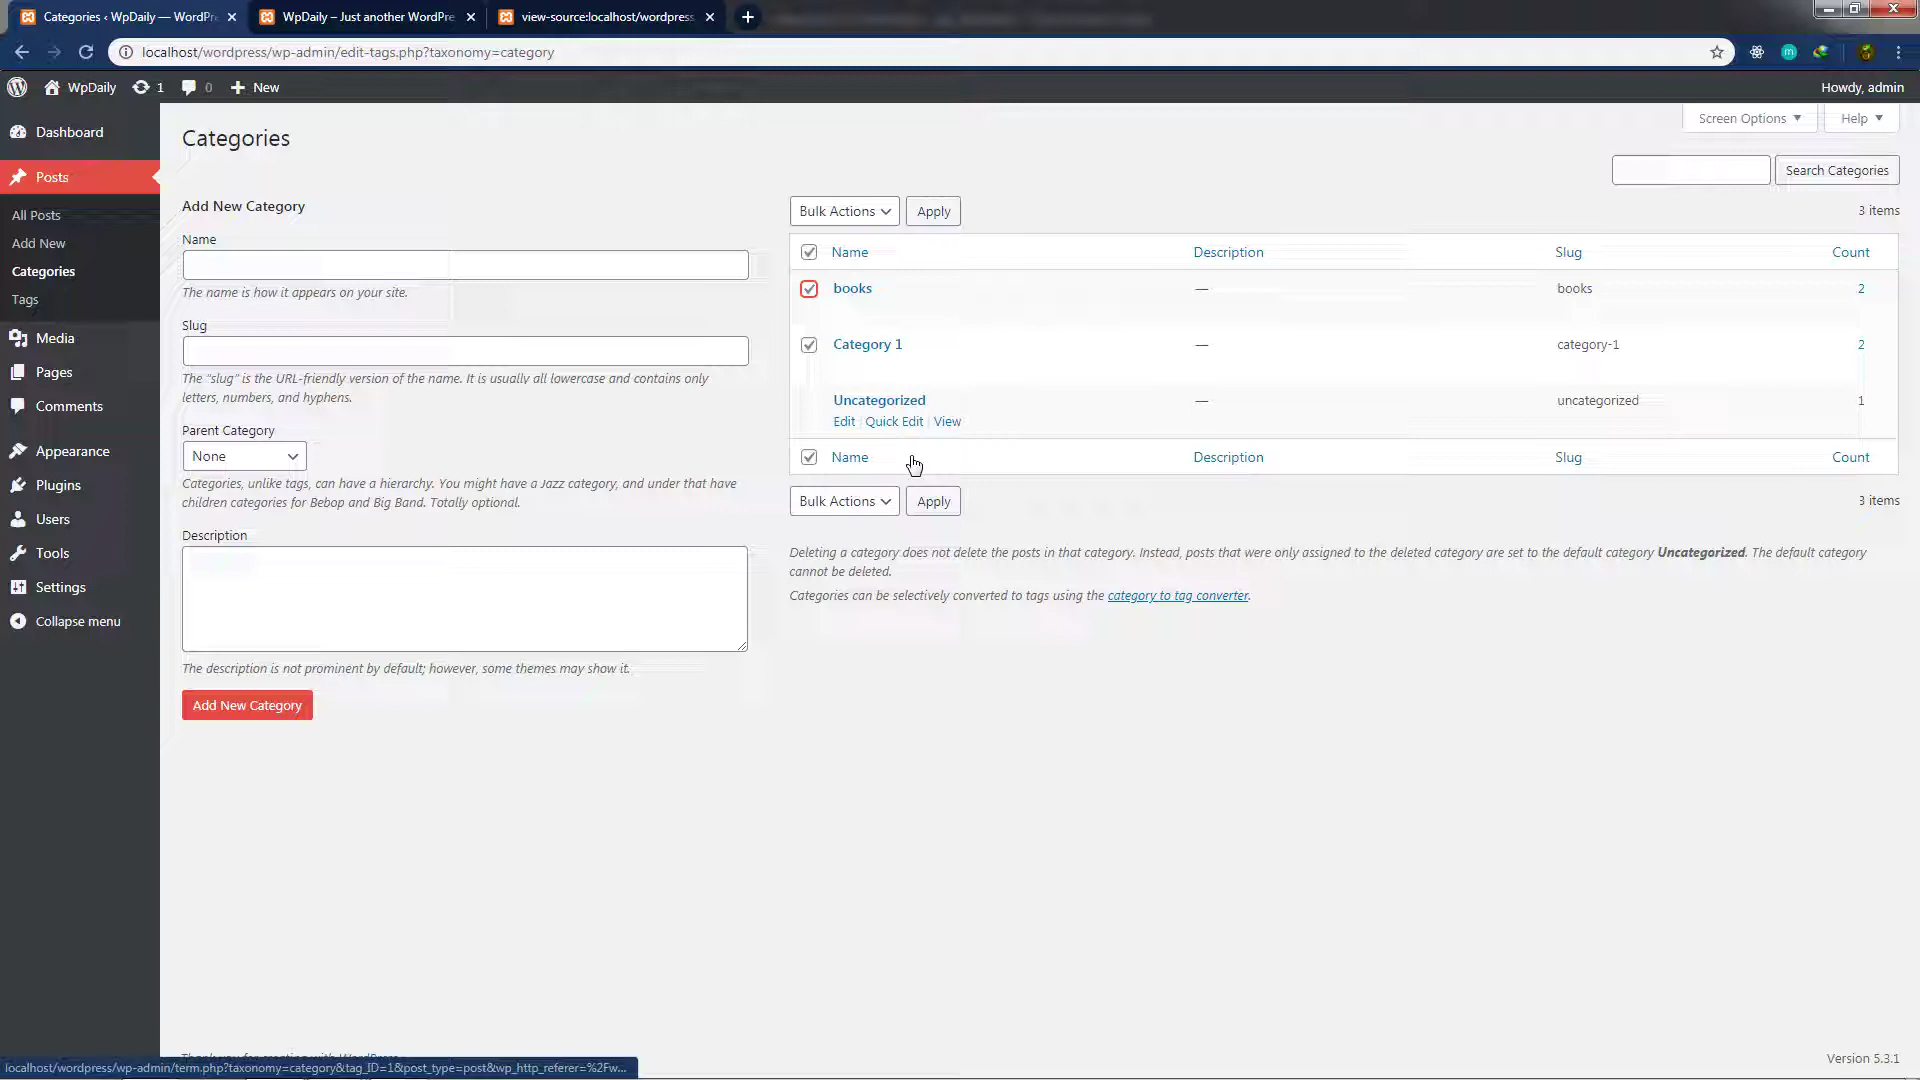 Categories ‹ WpDaily — WordPre
WpDaily – Just another WordPre
view-source:localhost/wordpress
localhost/wordpress/wp-admin/edit-tags.php?taxonomy=category
WpDaily
1
0
New
Howdy, admin
Dashboard
Posts
All Posts
Add New
Categories
Tags
Media
Pages
Comments
Appearance
Plugins
Users
Tools
Settings
Collapse menu
Screen Options
Help
Categories
Search Categories
Add New Category
Name
The name is how it appears on your site.
Slug
The “slug” is the URL-friendly version of the name. It is usually all lowercase and contains only
letters, numbers, and hyphens.
Parent Category
None
Categories, unlike tags, can have a hierarchy. You might have a Jazz category, and under that have
children categories for Bebop and Big Band. Totally optional.
Description
The description is not prominent by default; however, some themes may show it.
Add New Category
Bulk Actions
Apply
3 items
Name Description Slug Count
books — books 2
Category 1 — category-1 2
Uncategorized — uncategorized 1
Edit | Quick Edit | View
Name Description Slug Count
Bulk Actions
Apply
3 items
Deleting a category does not delete the posts in that category. Instead, posts that were only assigned to the deleted category are set to the default category Uncategorized. The default category
cannot be deleted.
Categories can be selectively converted to tags using the category to tag converter.
Version 5.3.1
localhost/wordpress/wp-admin/term.php?taxonomy=category&tag_ID=1&post_type=post&wp_http_referer=%2Fw...